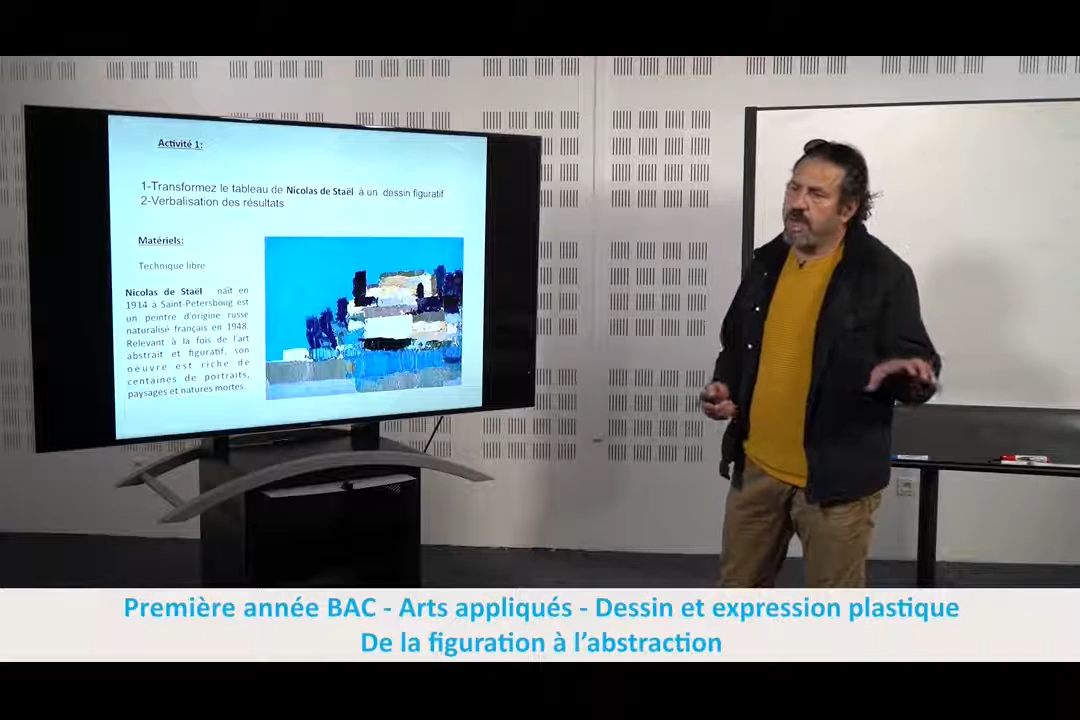 Activité 1:
1-Transformez le tableau de Nicolas de Staël à un dessin figuratif
2-Verbalisation des résultats
Matériels:
Technique libre
Nicolas de Staël naît en
1914 à Saint-Petersboug est
un peintre d'origine russe
naturalisé français en 1948.
Relevant à la fois de l'art
abstrait et figuratif, son
oeuvre est riche de
centaines de portraits,
paysages et natures mortes.
Première année BAC - Arts appliqués - Dessin et expression plastique
De la figuration à l’abstraction